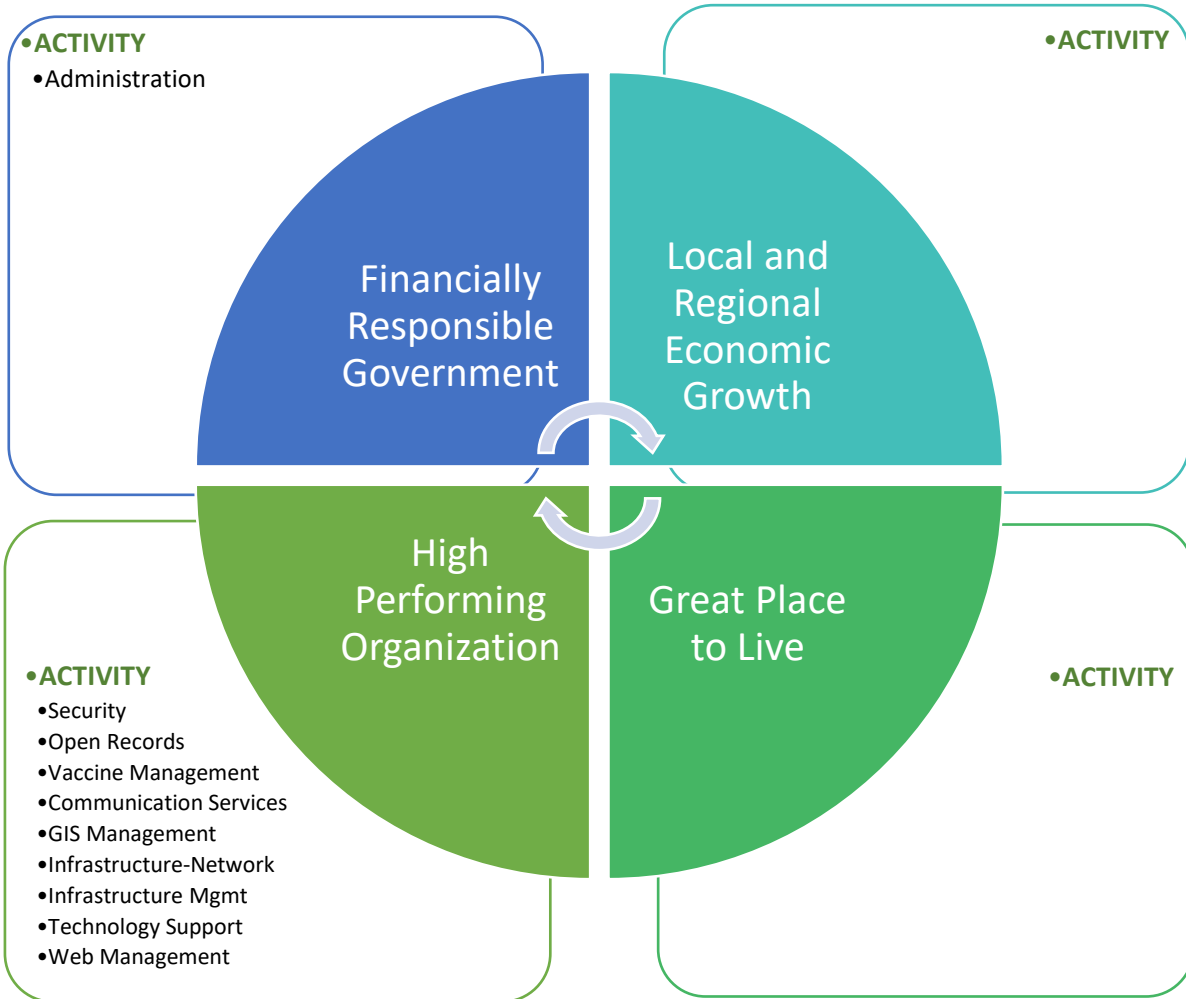 •ACTIVITY
•Administration
•ACTIVITY
Financially
Responsible
Government
Local and
Regional
Economic
Growth
High
Performing
Organization
Great Place
to Live
•ACTIVITY
•Security
•Open Records
•Vaccine Management
•Communication Services
•GIS Management
•Infrastructure-Network
•Infrastructure Mgmt
•Technology Support
•Web Management
•ACTIVITY